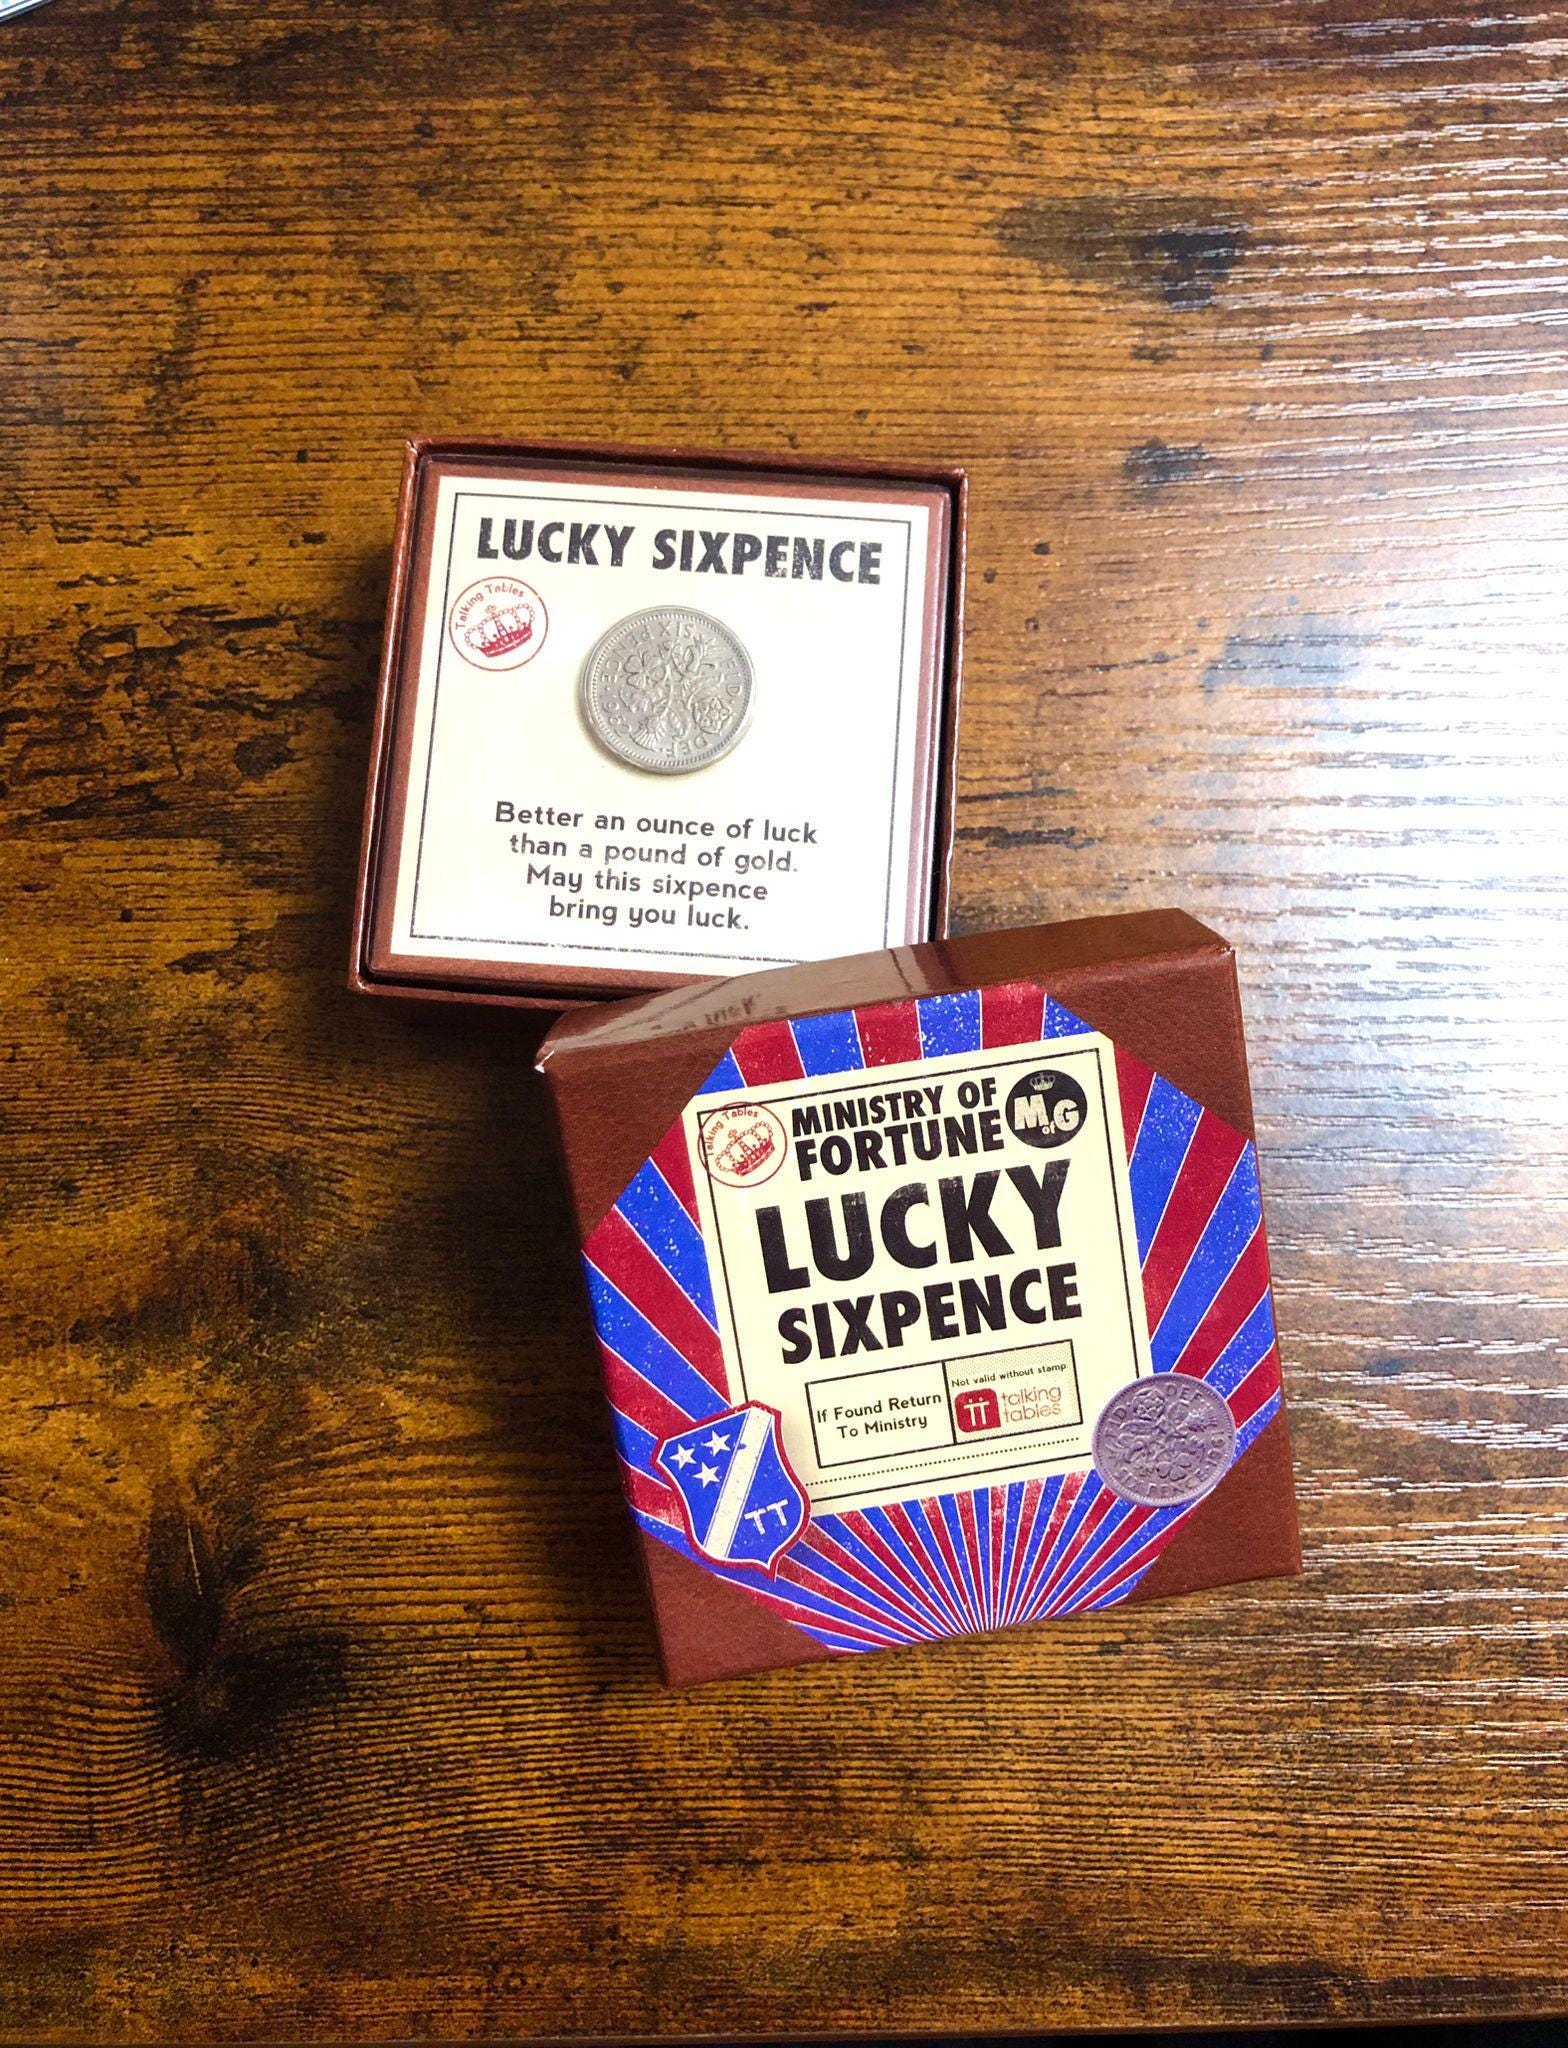 LUCKY SIXPENCE
Talking Tables
Better an ounce of luck
than a pound of gold.
May this sixpence
bring you luck.
Talking Tables
MINISTRY OF
FORTUNE
MofG
LUCKY
SIXPENCE
If Found Return
To Ministry
Not valid without stamp
TT
talking
tables
TT